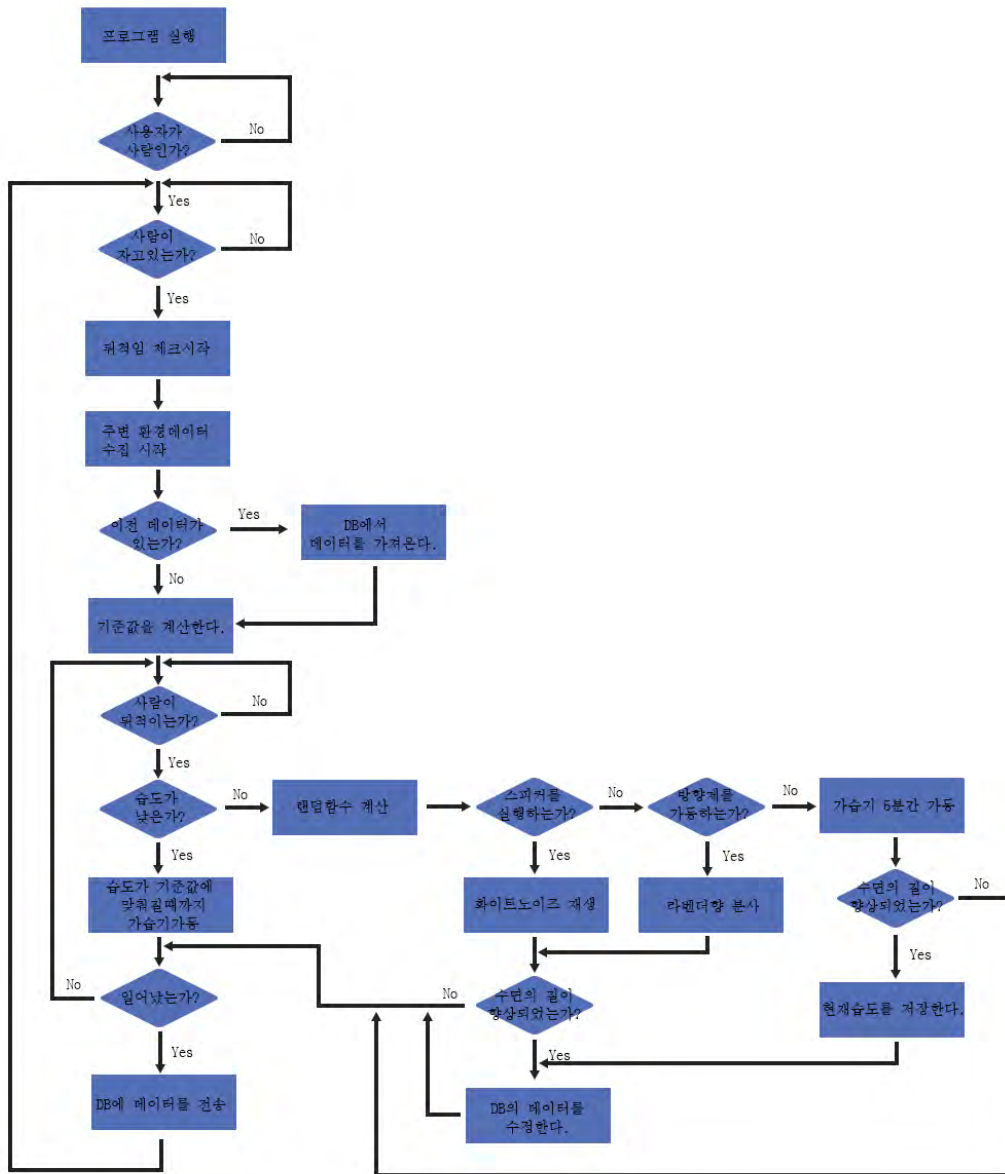 프로그램 실행
사용자가
사람인가?
No
Yes
사람이
자고있는가?
No
Yes
뒤척임 체크시작
주변 환경데이터
수집 시작
이전 데이터가
있는가?
Yes
DB에서
데이터를 가져온다.
No
기준값을 계산한다.
사람이
뒤척이는가?
No
Yes
습도가
낮은가?
No
랜덤함수 계산
스피커를
실행하는가?
No
방향제를
가동하는가?
No
가습기 5분간 가동
Yes
습도가 기준값에
맞춰질때까지
가습기가동
Yes
화이트노이즈 재생
Yes
라벤더향 분사
수면의 질이
향상되었는가?
No
Yes
현재습도를 저장한다.
일어났는가?
No
수면의 질이
향상되었는가?
No
Yes
Yes
DB에 데이터를 전송
DB의 데이터를
수정한다.